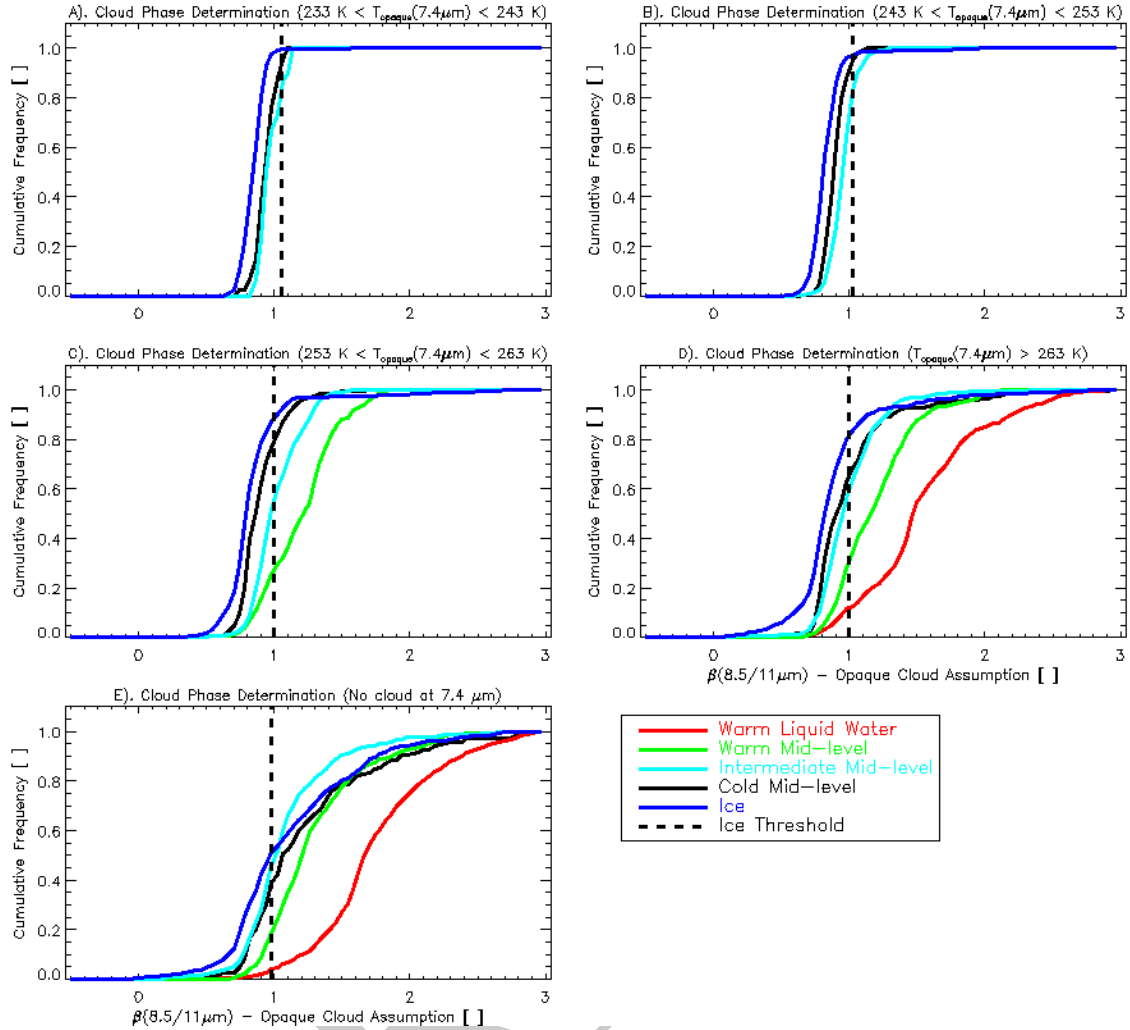 A). Cloud Phase Determination (233 K < Topaque(7.4μm) < 243 K)
B). Cloud Phase Determination (243 K < Topaque(7.4μm) < 253 K)
Cumulative Frequency [ ]
1.0
0.8
0.6
0.4
0.2
0.0
0 1 2 3
Cumulative Frequency [ ]
1.0
0.8
0.6
0.4
0.2
0.0
0 1 2 3
C). Cloud Phase Determination (253 K < Topaque(7.4μm) < 263 K)
D). Cloud Phase Determination (Topaque(7.4μm) > 263 K)
Cumulative Frequency [ ]
1.0
0.8
0.6
0.4
0.2
0.0
0 1 2 3
Cumulative Frequency [ ]
1.0
0.8
0.6
0.4
0.2
0.0
0 1 2 3
β(8.5/11μm) – Opaque Cloud Assumption [ ]
E). Cloud Phase Determination (No cloud at 7.4 μm)
Cumulative Frequency [ ]
1.0
0.8
0.6
0.4
0.2
0.0
0 1 2 3
β(8.5/11μm) – Opaque Cloud Assumption [ ]
Warm Liquid Water
Warm Mid–level
Intermediate Mid–level
Cold Mid–level
Ice
Ice Threshold